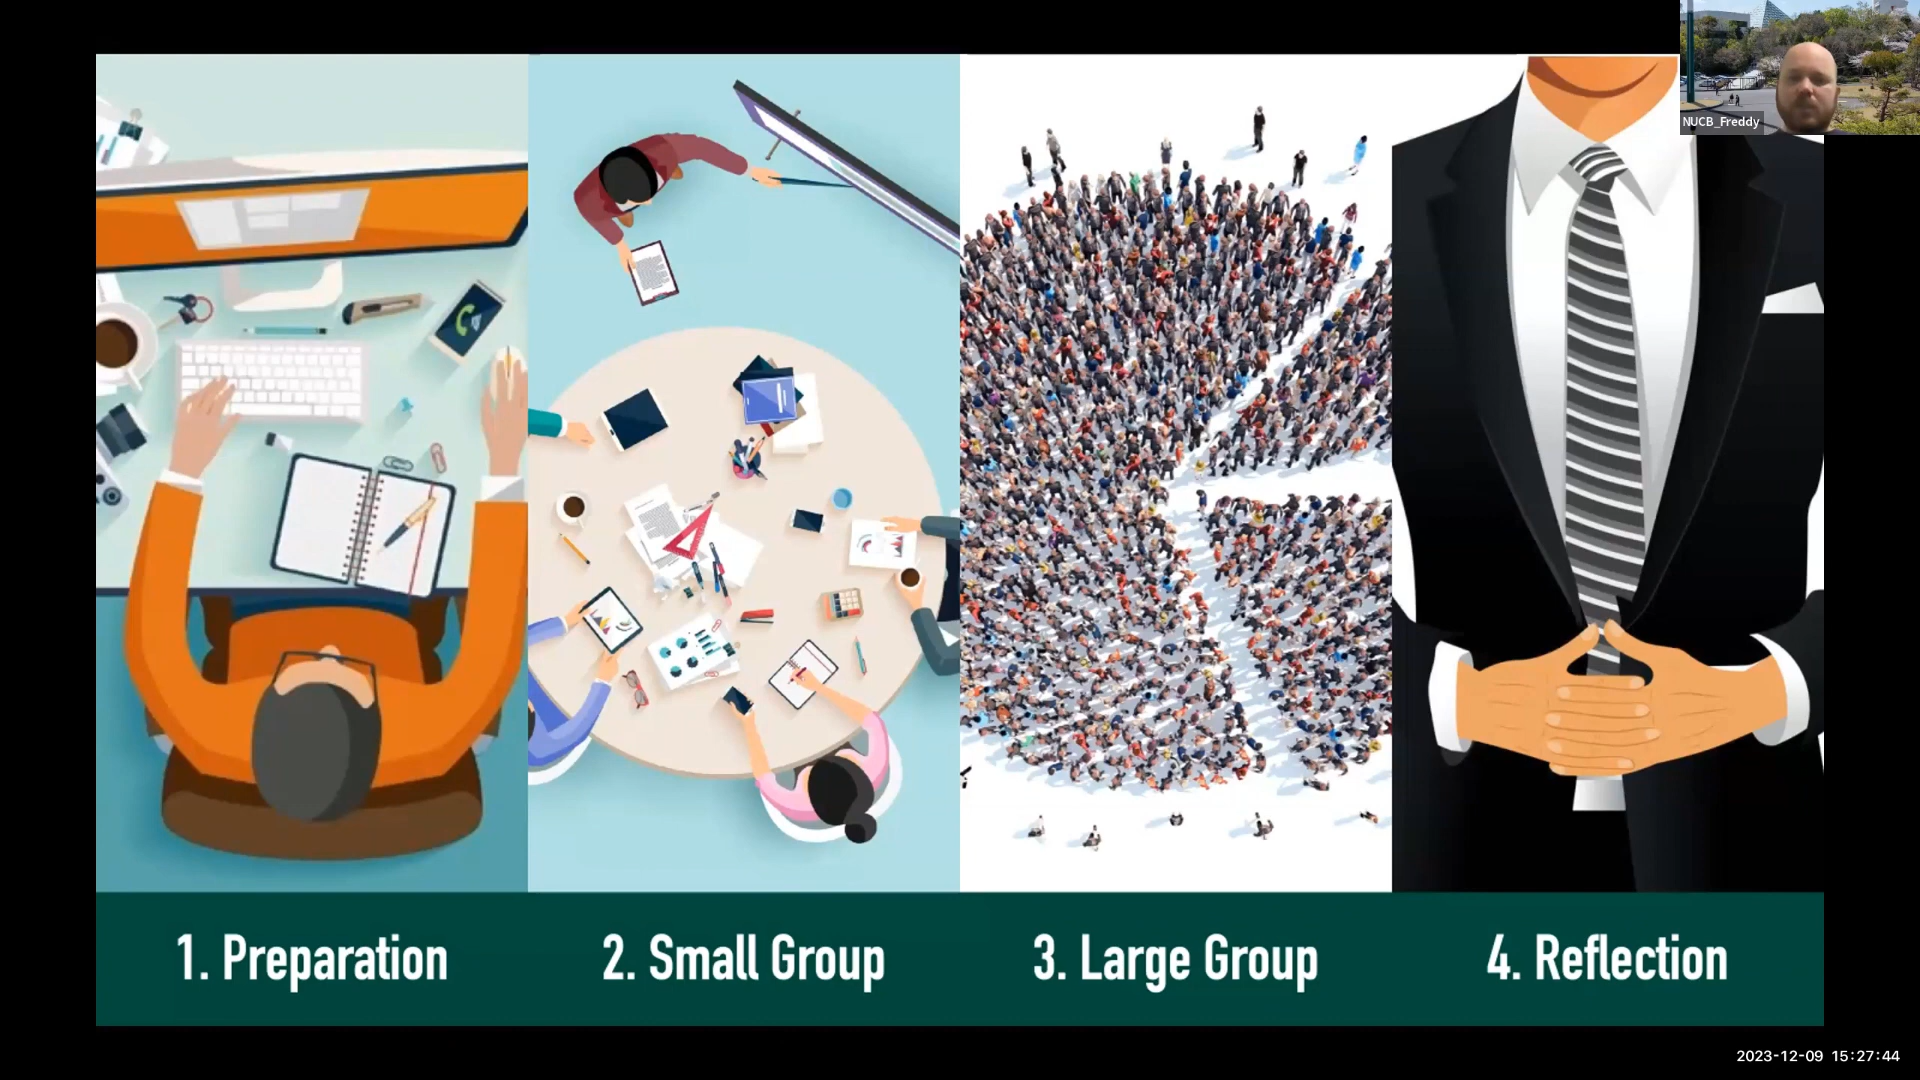 NUCB_Freddy
1. Preparation
2. Small Group
3. Large Group
4. Reflection
2023-12-09 15:27:44